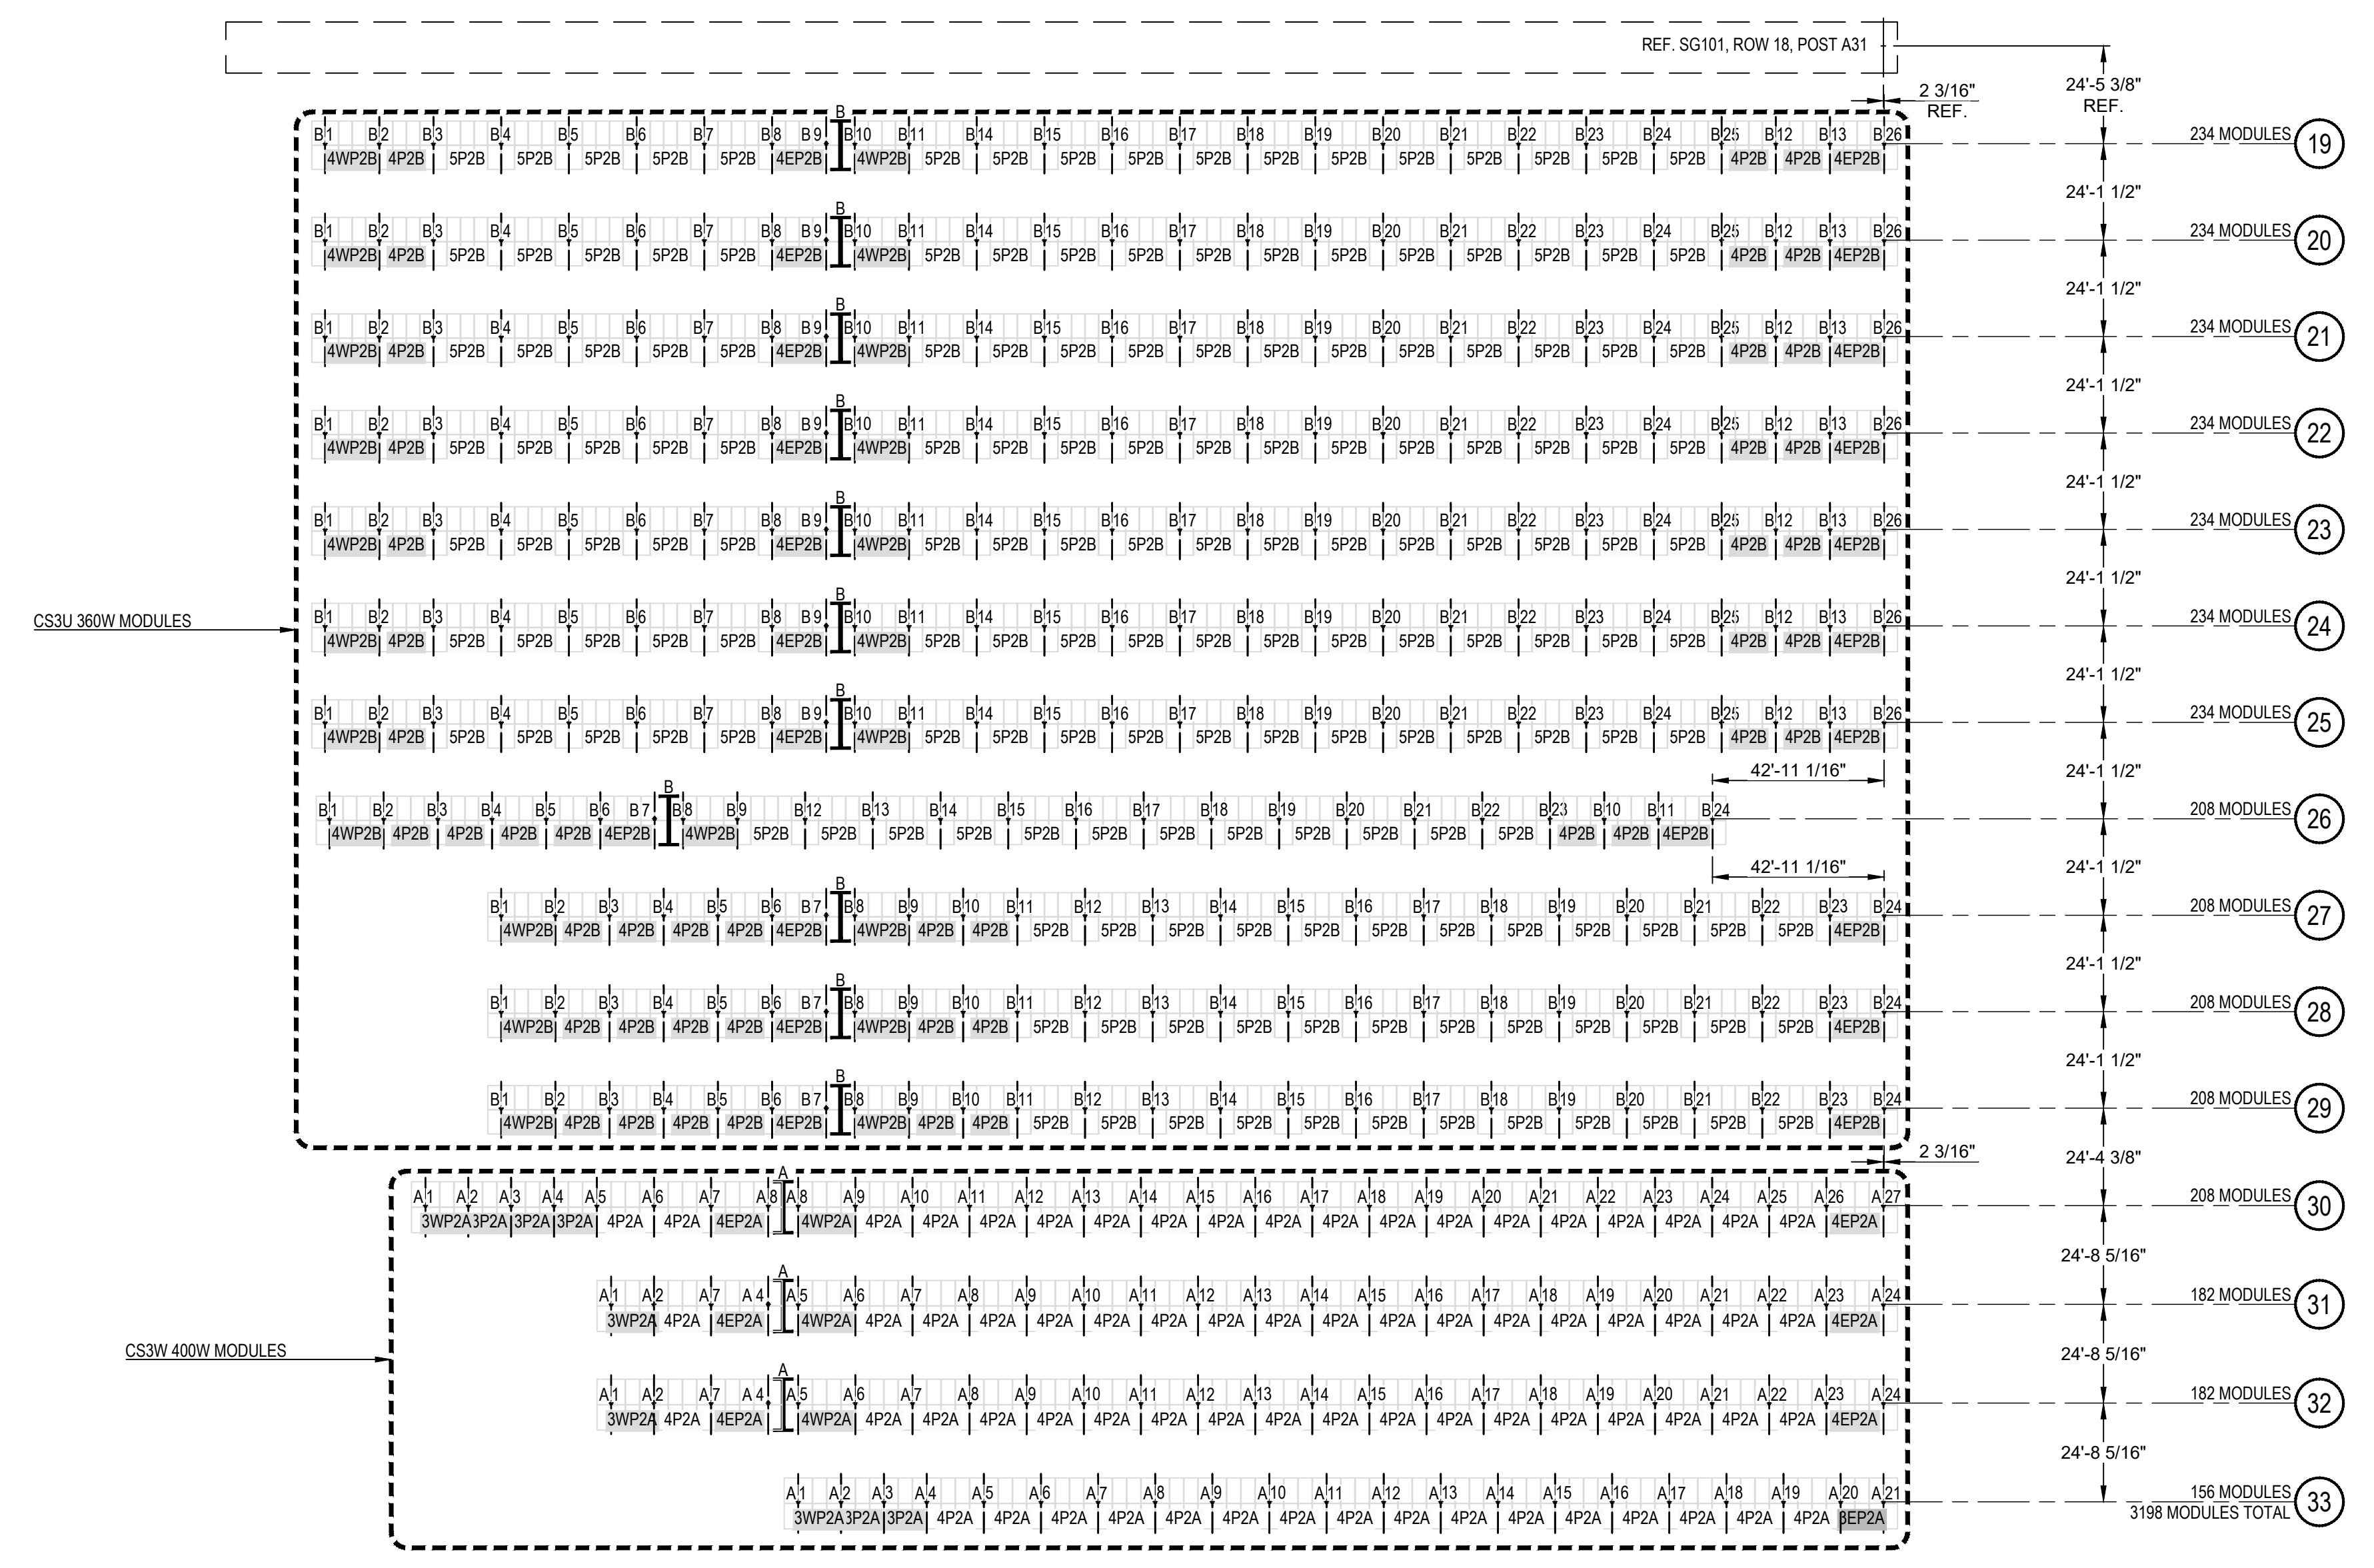 REF. SG101, ROW 18, POST A31
2 3/16" 24'-5 3/8"
REF. REF.
B
B1 B2 B3 B4 B5 B6 B7 B8 B9 B10 B11 B14 B15 B16 B17 B18 B19 B20 B21 B22 B23 B24 B25 B12 B13 B26 234 MODULES 19
4WP2B 4P2B 5P2B 5P2B 5P2B 5P2B 5P2B 4EP2B 4WP2B 5P2B 5P2B 5P2B 5P2B 5P2B 5P2B 5P2B 5P2B 5P2B 5P2B 5P2B 5P2B 4P2B 4P2B 4EP2B
24'-1 1/2"
B
B1 B2 B3 B4 B5 B6 B7 B8 B9 B10 B11 B14 B15 B16 B17 B18 B19 B20 B21 B22 B23 B24 B25 B12 B13 B26 234 MODULES 20
4WP2B 4P2B 5P2B 5P2B 5P2B 5P2B 5P2B 4EP2B 4WP2B 5P2B 5P2B 5P2B 5P2B 5P2B 5P2B 5P2B 5P2B 5P2B 5P2B 5P2B 5P2B 4P2B 4P2B 4EP2B
24'-1 1/2"
B
B1 B2 B3 B4 B5 B6 B7 B8 B9 B10 B11 B14 B15 B16 B17 B18 B19 B20 B21 B22 B23 B24 B25 B12 B13 B26 234 MODULES 21
4WP2B 4P2B 5P2B 5P2B 5P2B 5P2B 5P2B 4EP2B 4WP2B 5P2B 5P2B 5P2B 5P2B 5P2B 5P2B 5P2B 5P2B 5P2B 5P2B 5P2B 5P2B 4P2B 4P2B 4EP2B
24'-1 1/2"
B
B1 B2 B3 B4 B5 B6 B7 B8 B9 B10 B11 B14 B15 B16 B17 B18 B19 B20 B21 B22 B23 B24 B25 B12 B13 B26 234 MODULES 22
4WP2B 4P2B 5P2B 5P2B 5P2B 5P2B 5P2B 4EP2B 4WP2B 5P2B 5P2B 5P2B 5P2B 5P2B 5P2B 5P2B 5P2B 5P2B 5P2B 5P2B 5P2B 4P2B 4P2B 4EP2B
24'-1 1/2"
B
B1 B2 B3 B4 B5 B6 B7 B8 B9 B10 B11 B14 B15 B16 B17 B18 B19 B20 B21 B22 B23 B24 B25 B12 B13 B26 234 MODULES 23
4WP2B 4P2B 5P2B 5P2B 5P2B 5P2B 5P2B 4EP2B 4WP2B 5P2B 5P2B 5P2B 5P2B 5P2B 5P2B 5P2B 5P2B 5P2B 5P2B 5P2B 5P2B 4P2B 4P2B 4EP2B
24'-1 1/2"
B
CS3U 360W MODULES
B1 B2 B3 B4 B5 B6 B7 B8 B9 B10 B11 B14 B15 B16 B17 B18 B19 B20 B21 B22 B23 B24 B25 B12 B13 B26 234 MODULES 24
4WP2B 4P2B 5P2B 5P2B 5P2B 5P2B 5P2B 4EP2B 4WP2B 5P2B 5P2B 5P2B 5P2B 5P2B 5P2B 5P2B 5P2B 5P2B 5P2B 5P2B 5P2B 4P2B 4P2B 4EP2B
24'-1 1/2"
B
B1 B2 B3 B4 B5 B6 B7 B8 B9 B10 B11 B14 B15 B16 B17 B18 B19 B20 B21 B22 B23 B24 B25 B12 B13 B26 234 MODULES 25
4WP2B 4P2B 5P2B 5P2B 5P2B 5P2B 5P2B 4EP2B 4WP2B 5P2B 5P2B 5P2B 5P2B 5P2B 5P2B 5P2B 5P2B 5P2B 5P2B 5P2B 5P2B 4P2B 4P2B 4EP2B
42'-11 1/16" 24'-1 1/2"
B
B1 B2 B3 B4 B5 B6 B7 B8 B9 B12 B13 B14 B15 B16 B17 B18 B19 B20 B21 B22 B23 B10 B11 B24 208 MODULES 26
4WP2B 4P2B 4P2B 4P2B 4P2B 4EP2B 4WP2B 5P2B 5P2B 5P2B 5P2B 5P2B 5P2B 5P2B 5P2B 5P2B 5P2B 5P2B 5P2B 4P2B 4P2B 4EP2B
42'-11 1/16" 24'-1 1/2"
B
B1 B2 B3 B4 B5 B6 B7 B8 B9 B10 B11 B12 B13 B14 B15 B16 B17 B18 B19 B20 B21 B22 B23 B24 208 MODULES 27
4WP2B 4P2B 4P2B 4P2B 4P2B 4EP2B 4WP2B 4P2B 4P2B 5P2B 5P2B 5P2B 5P2B 5P2B 5P2B 5P2B 5P2B 5P2B 5P2B 5P2B 5P2B 4EP2B
24'-1 1/2"
B
B1 B2 B3 B4 B5 B6 B7 B8 B9 B10 B11 B12 B13 B14 B15 B16 B17 B18 B19 B20 B21 B22 B23 B24 208 MODULES 28
4WP2B 4P2B 4P2B 4P2B 4P2B 4EP2B 4WP2B 4P2B 4P2B 5P2B 5P2B 5P2B 5P2B 5P2B 5P2B 5P2B 5P2B 5P2B 5P2B 5P2B 5P2B 4EP2B
24'-1 1/2"
B
B1 B2 B3 B4 B5 B6 B7 B8 B9 B10 B11 B12 B13 B14 B15 B16 B17 B18 B19 B20 B21 B22 B23 B24 208 MODULES 29
4WP2B 4P2B 4P2B 4P2B 4P2B 4EP2B 4WP2B 4P2B 4P2B 5P2B 5P2B 5P2B 5P2B 5P2B 5P2B 5P2B 5P2B 5P2B 5P2B 5P2B 5P2B 4EP2B
2 3/16" 24'-4 3/8"
A
A1 A2 A3 A4 A5 A6 A7 A8 A8 A9 A10 A11 A12 A13 A14 A15 A16 A17 A18 A19 A20 A21 A22 A23 A24 A25 A26 A27 208 MODULES 30
3WP2A 3P2A 3P2A 3P2A 4P2A 4P2A 4EP2A 4WP2A 4P2A 4P2A 4P2A 4P2A 4P2A 4P2A 4P2A 4P2A 4P2A 4P2A 4P2A 4P2A 4P2A 4P2A 4P2A 4P2A 4P2A 4EP2A
24'-8 5/16"
A
A1 A2 A7 A4 A5 A6 A7 A8 A9 A10 A11 A12 A13 A14 A15 A16 A17 A18 A19 A20 A21 A22 A23 A24 182 MODULES 31
3WP2A 4P2A 4EP2A 4WP2A 4P2A 4P2A 4P2A 4P2A 4P2A 4P2A 4P2A 4P2A 4P2A 4P2A 4P2A 4P2A 4P2A 4P2A 4P2A 4P2A 4P2A 4EP2A
CS3W 400W MODULES 24'-8 5/16"
A
A1 A2 A7 A4 A5 A6 A7 A8 A9 A10 A11 A12 A13 A14 A15 A16 A17 A18 A19 A20 A21 A22 A23 A24 182 MODULES 32
3WP2A 4P2A 4EP2A 4WP2A 4P2A 4P2A 4P2A 4P2A 4P2A 4P2A 4P2A 4P2A 4P2A 4P2A 4P2A 4P2A 4P2A 4P2A 4P2A 4P2A 4P2A 4EP2A
24'-8 5/16"
A1 A2 A3 A4 A5 A6 A7 A8 A9 A10 A11 A12 A13 A14 A15 A16 A17 A18 A19 A20 A21 156 MODULES 33
3WP2A 3P2A 3P2A 4P2A 4P2A 4P2A 4P2A 4P2A 4P2A 4P2A 4P2A 4P2A 4P2A 4P2A 4P2A 4P2A 4P2A 4P2A 4P2A 3EP2A 3198 MODULES TOTAL